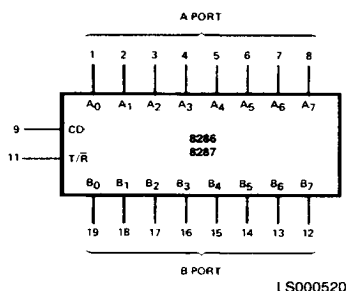 A PORT
1 2 3 4 5 6 7 8
A0 A1 A2 A3 A4 A5 A6 A7
9 CD
8286
8287
11 T/R̅
B0 B1 B2 B3 B4 B5 B6 B7
19 18 17 16 15 14 13 12
B PORT
LS000520